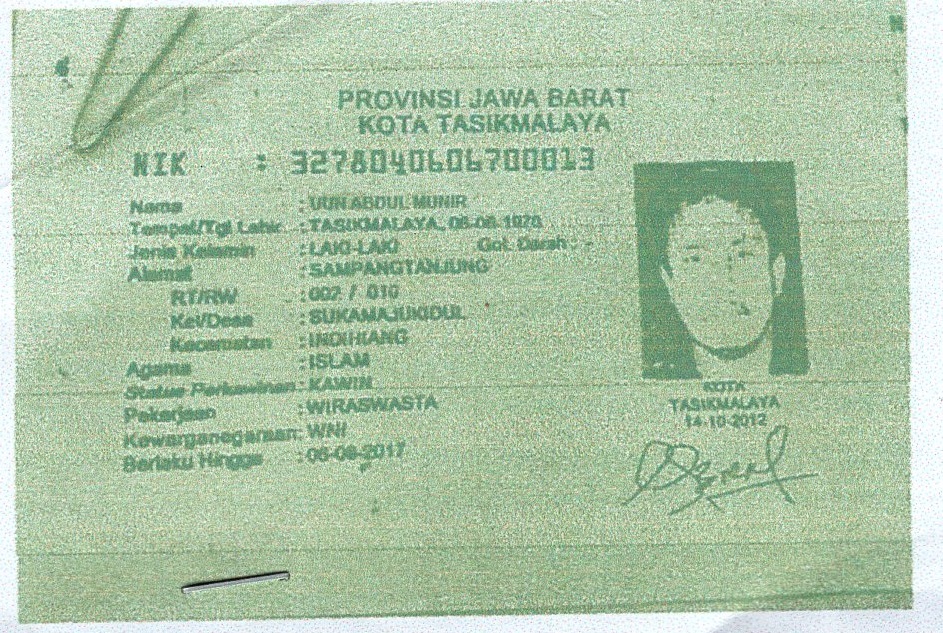 PROVINSI JAWA BARAT
KOTA TASIKMALAYA
NIK : 3278040606700013
Nama : UUN ABDUL MUNIR
Tempat/Tgl Lahir : TASIKMALAYA, 06-06-1970
Jenis Kelamin : LAKI-LAKI Gol. Darah : -
Alamat : SAMPANGTANJUNG
RT/RW : 002 / 010
Kel/Desa : SUKAMAJUKIDUL
Kecamatan : INDIHIANG
Agama : ISLAM
Status Perkawinan : KAWIN
Pekerjaan : WIRASWASTA
Kewarganegaraan : WNI
Berlaku Hingga : 06-06-2017
KOTA
TASIKMALAYA
14-10-2012